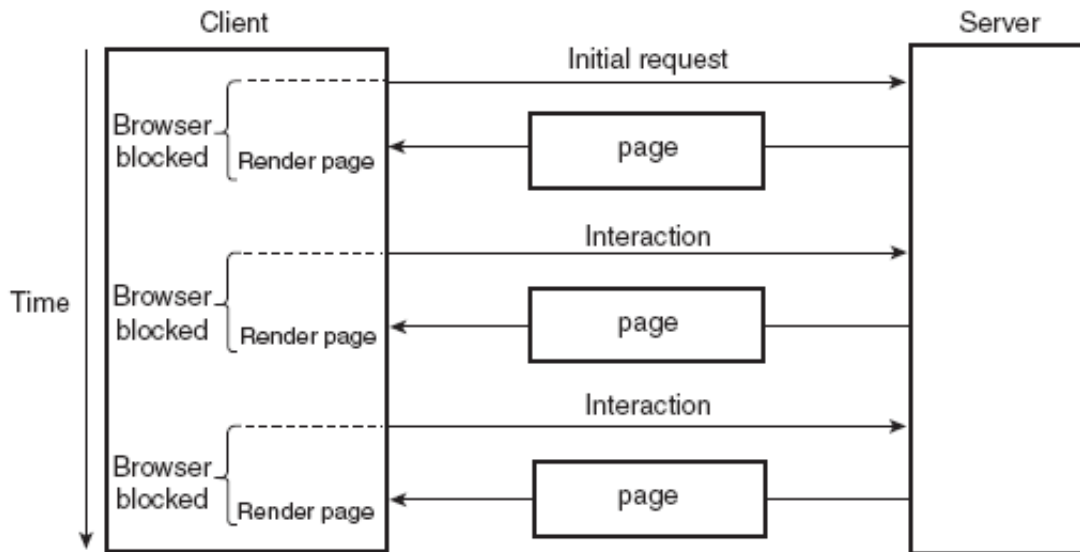 Client
Server
Initial request
Browser
blocked
Render page
page
Interaction
Time
Browser
blocked
Render page
page
Interaction
Browser
blocked
Render page
page